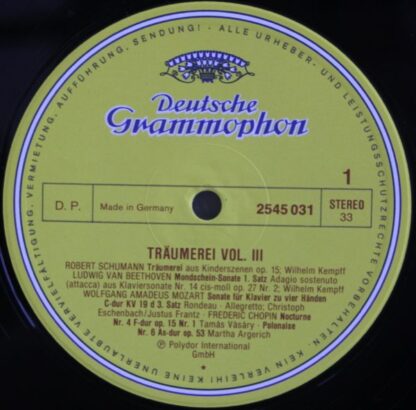 VERMIETUNG, AUFFÜHRUNG, SENDUNG! · ALLE URHEBER- UND LEISTUNGSSCHUTZRECHTE VORBEHALTEN · KEIN VERLEIH! KEINE UNERLAUBTE VERVIELFÄLTIGUNG,
Deutsche
Grammophon
1
D. P.
Made in Germany
2545 031
STEREO
33
TRÄUMEREI VOL. III
ROBERT SCHUMANN Träumerei aus Kinderszenen op. 15; Wilhelm Kempff
LUDWIG VAN BEETHOVEN Mondschein-Sonate 1. Satz Adagio sostenuto
(attacca) aus Klaviersonate Nr. 14 cis-moll op. 27 Nr. 2; Wilhelm Kempff
WOLFGANG AMADEUS MOZART Sonate für Klavier zu vier Händen
C-dur KV 19 d 3. Satz Rondeau - Allegretto; Christoph
Eschenbach/Justus Frantz · FREDERIC CHOPIN Nocturne
Nr. 4 F-dur op. 15 Nr. 1 Tamás Vásáry - Polonaise
Nr. 6 As-dur op. 53 Martha Argerich
℗ Polydor International
GmbH
*